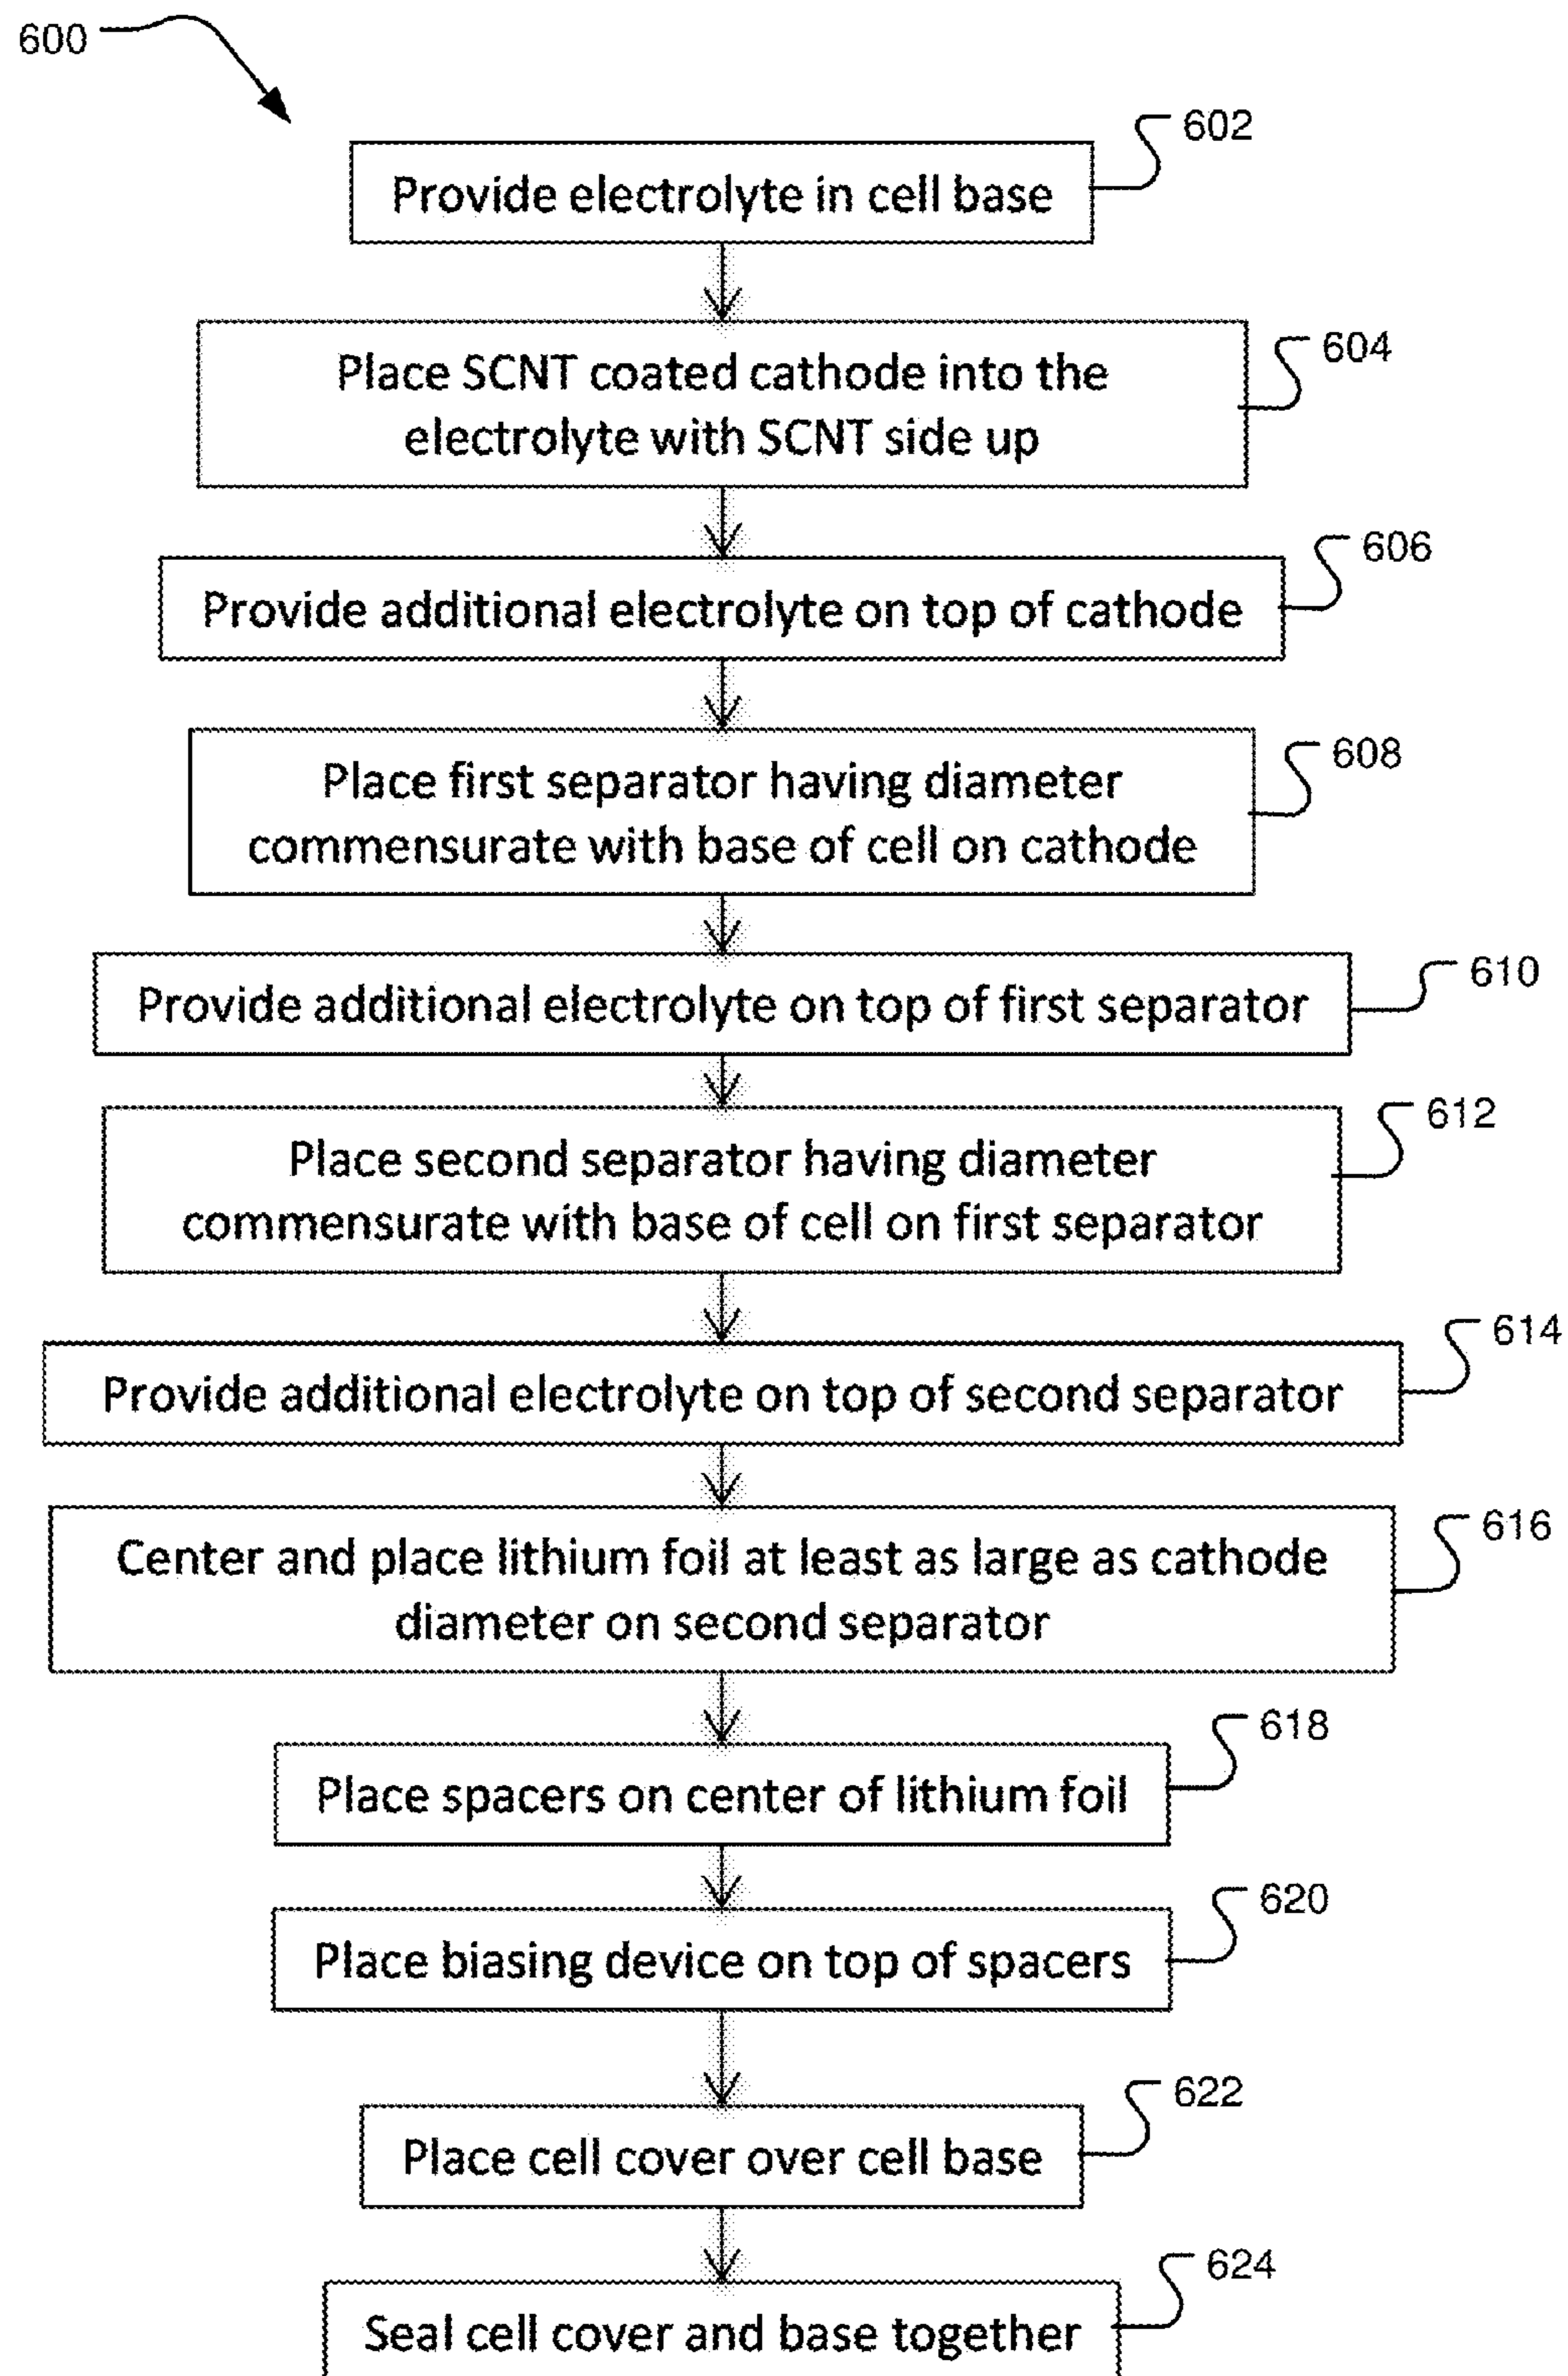 600
602
Provide electrolyte in cell base
604
Place SCNT coated cathode into the
electrolyte with SCNT side up
606
Provide additional electrolyte on top of cathode
608
Place first separator having diameter
commensurate with base of cell on cathode
610
Provide additional electrolyte on top of first separator
612
Place second separator having diameter
commensurate with base of cell on first separator
614
Provide additional electrolyte on top of second separator
616
Center and place lithium foil at least as large as cathode
diameter on second separator
618
Place spacers on center of lithium foil
620
Place biasing device on top of spacers
622
Place cell cover over cell base
624
Seal cell cover and base together